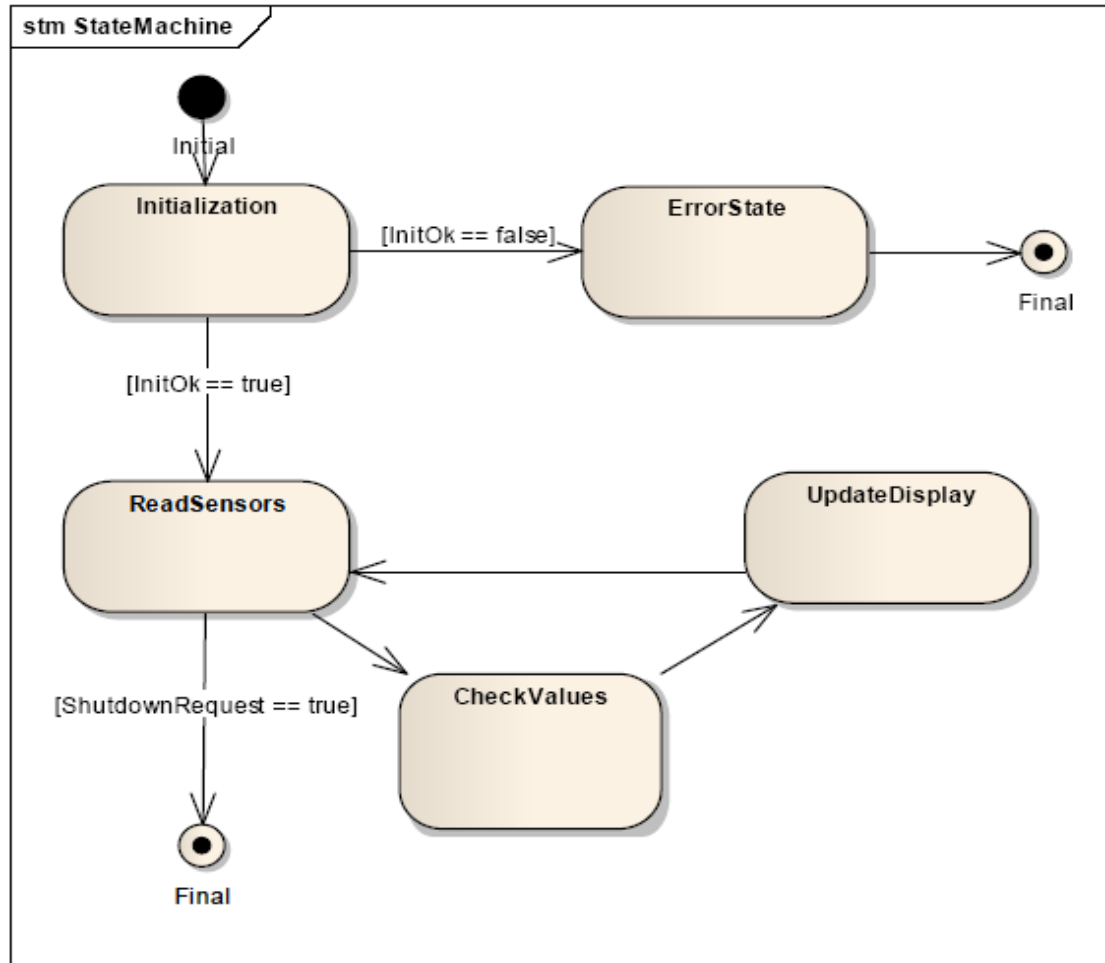 stm StateMachine
Initial
Initialization
[InitOk == false]
ErrorState
Final
[InitOk == true]
ReadSensors
UpdateDisplay
[ShutdownRequest == true]
CheckValues
Final